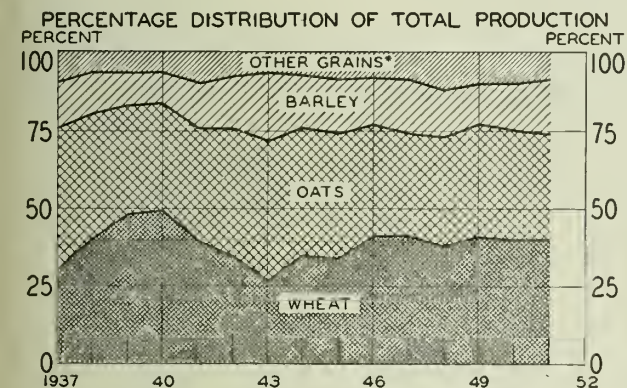 PERCENTAGE DISTRIBUTION OF TOTAL PRODUCTION
PERCENT PERCENT
100 OTHER GRAINS* 100
BARLEY
75 75
OATS
50 50
25 25
WHEAT
0 0
1937 40 43 46 49 52